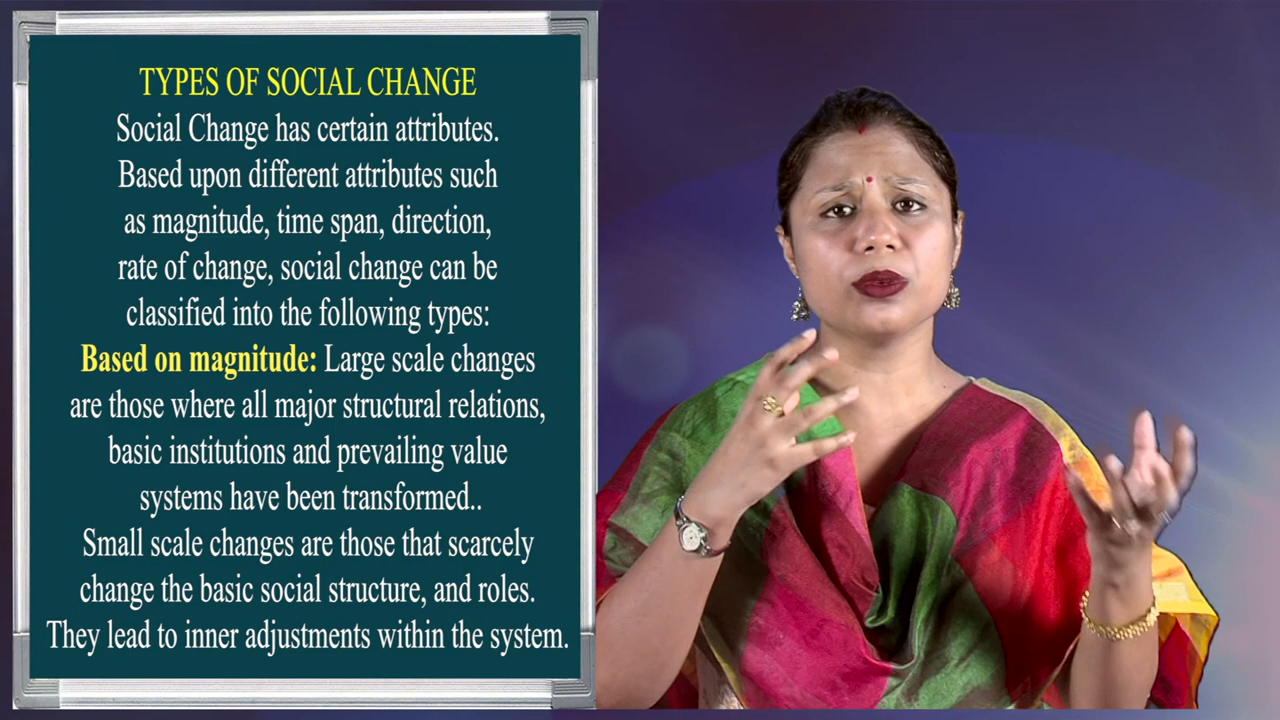 TYPES OF SOCIAL CHANGE
Social Change has certain attributes.
Based upon different attributes such
as magnitude, time span, direction,
rate of change, social change can be
classified into the following types:
Based on magnitude: Large scale changes
are those where all major structural relations,
basic institutions and prevailing value
systems have been transformed..
Small scale changes are those that scarcely
change the basic social structure, and roles.
They lead to inner adjustments within the system.